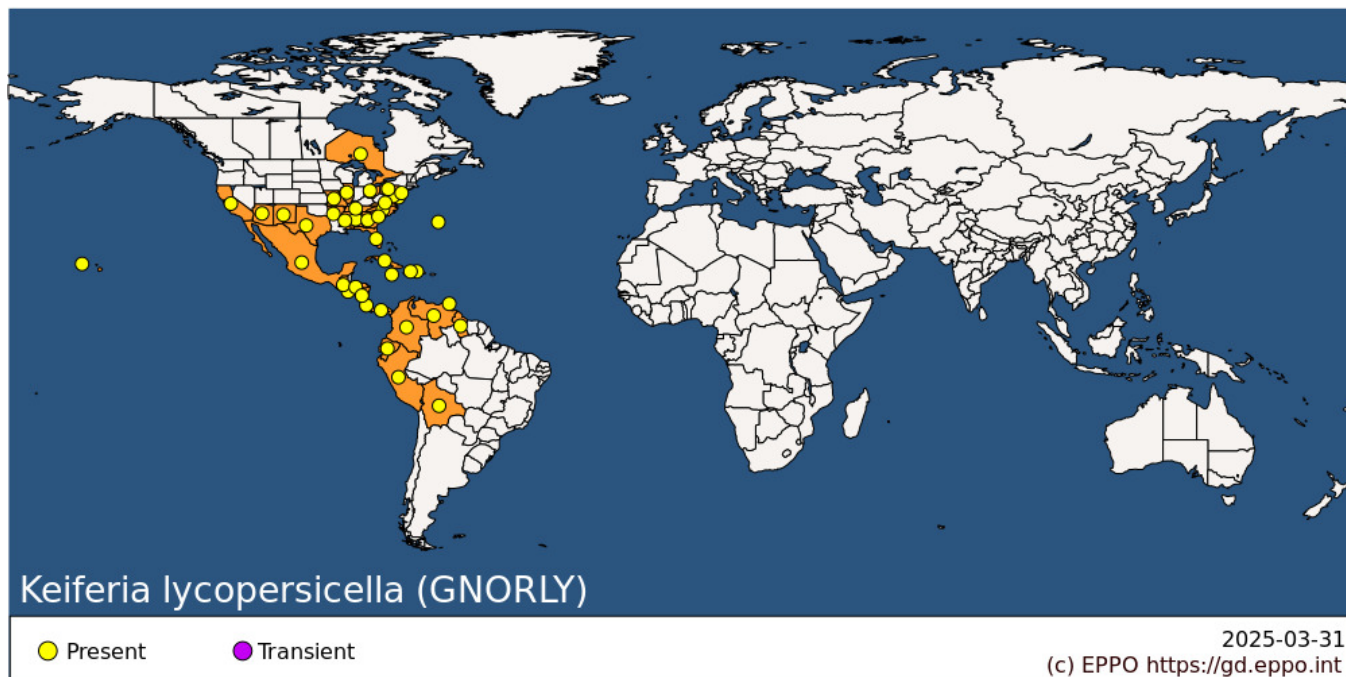 Keiferia lycopersicella (GNORLY)
Present
Transient
2025-03-31
(c) EPPO https://gd.eppo.int